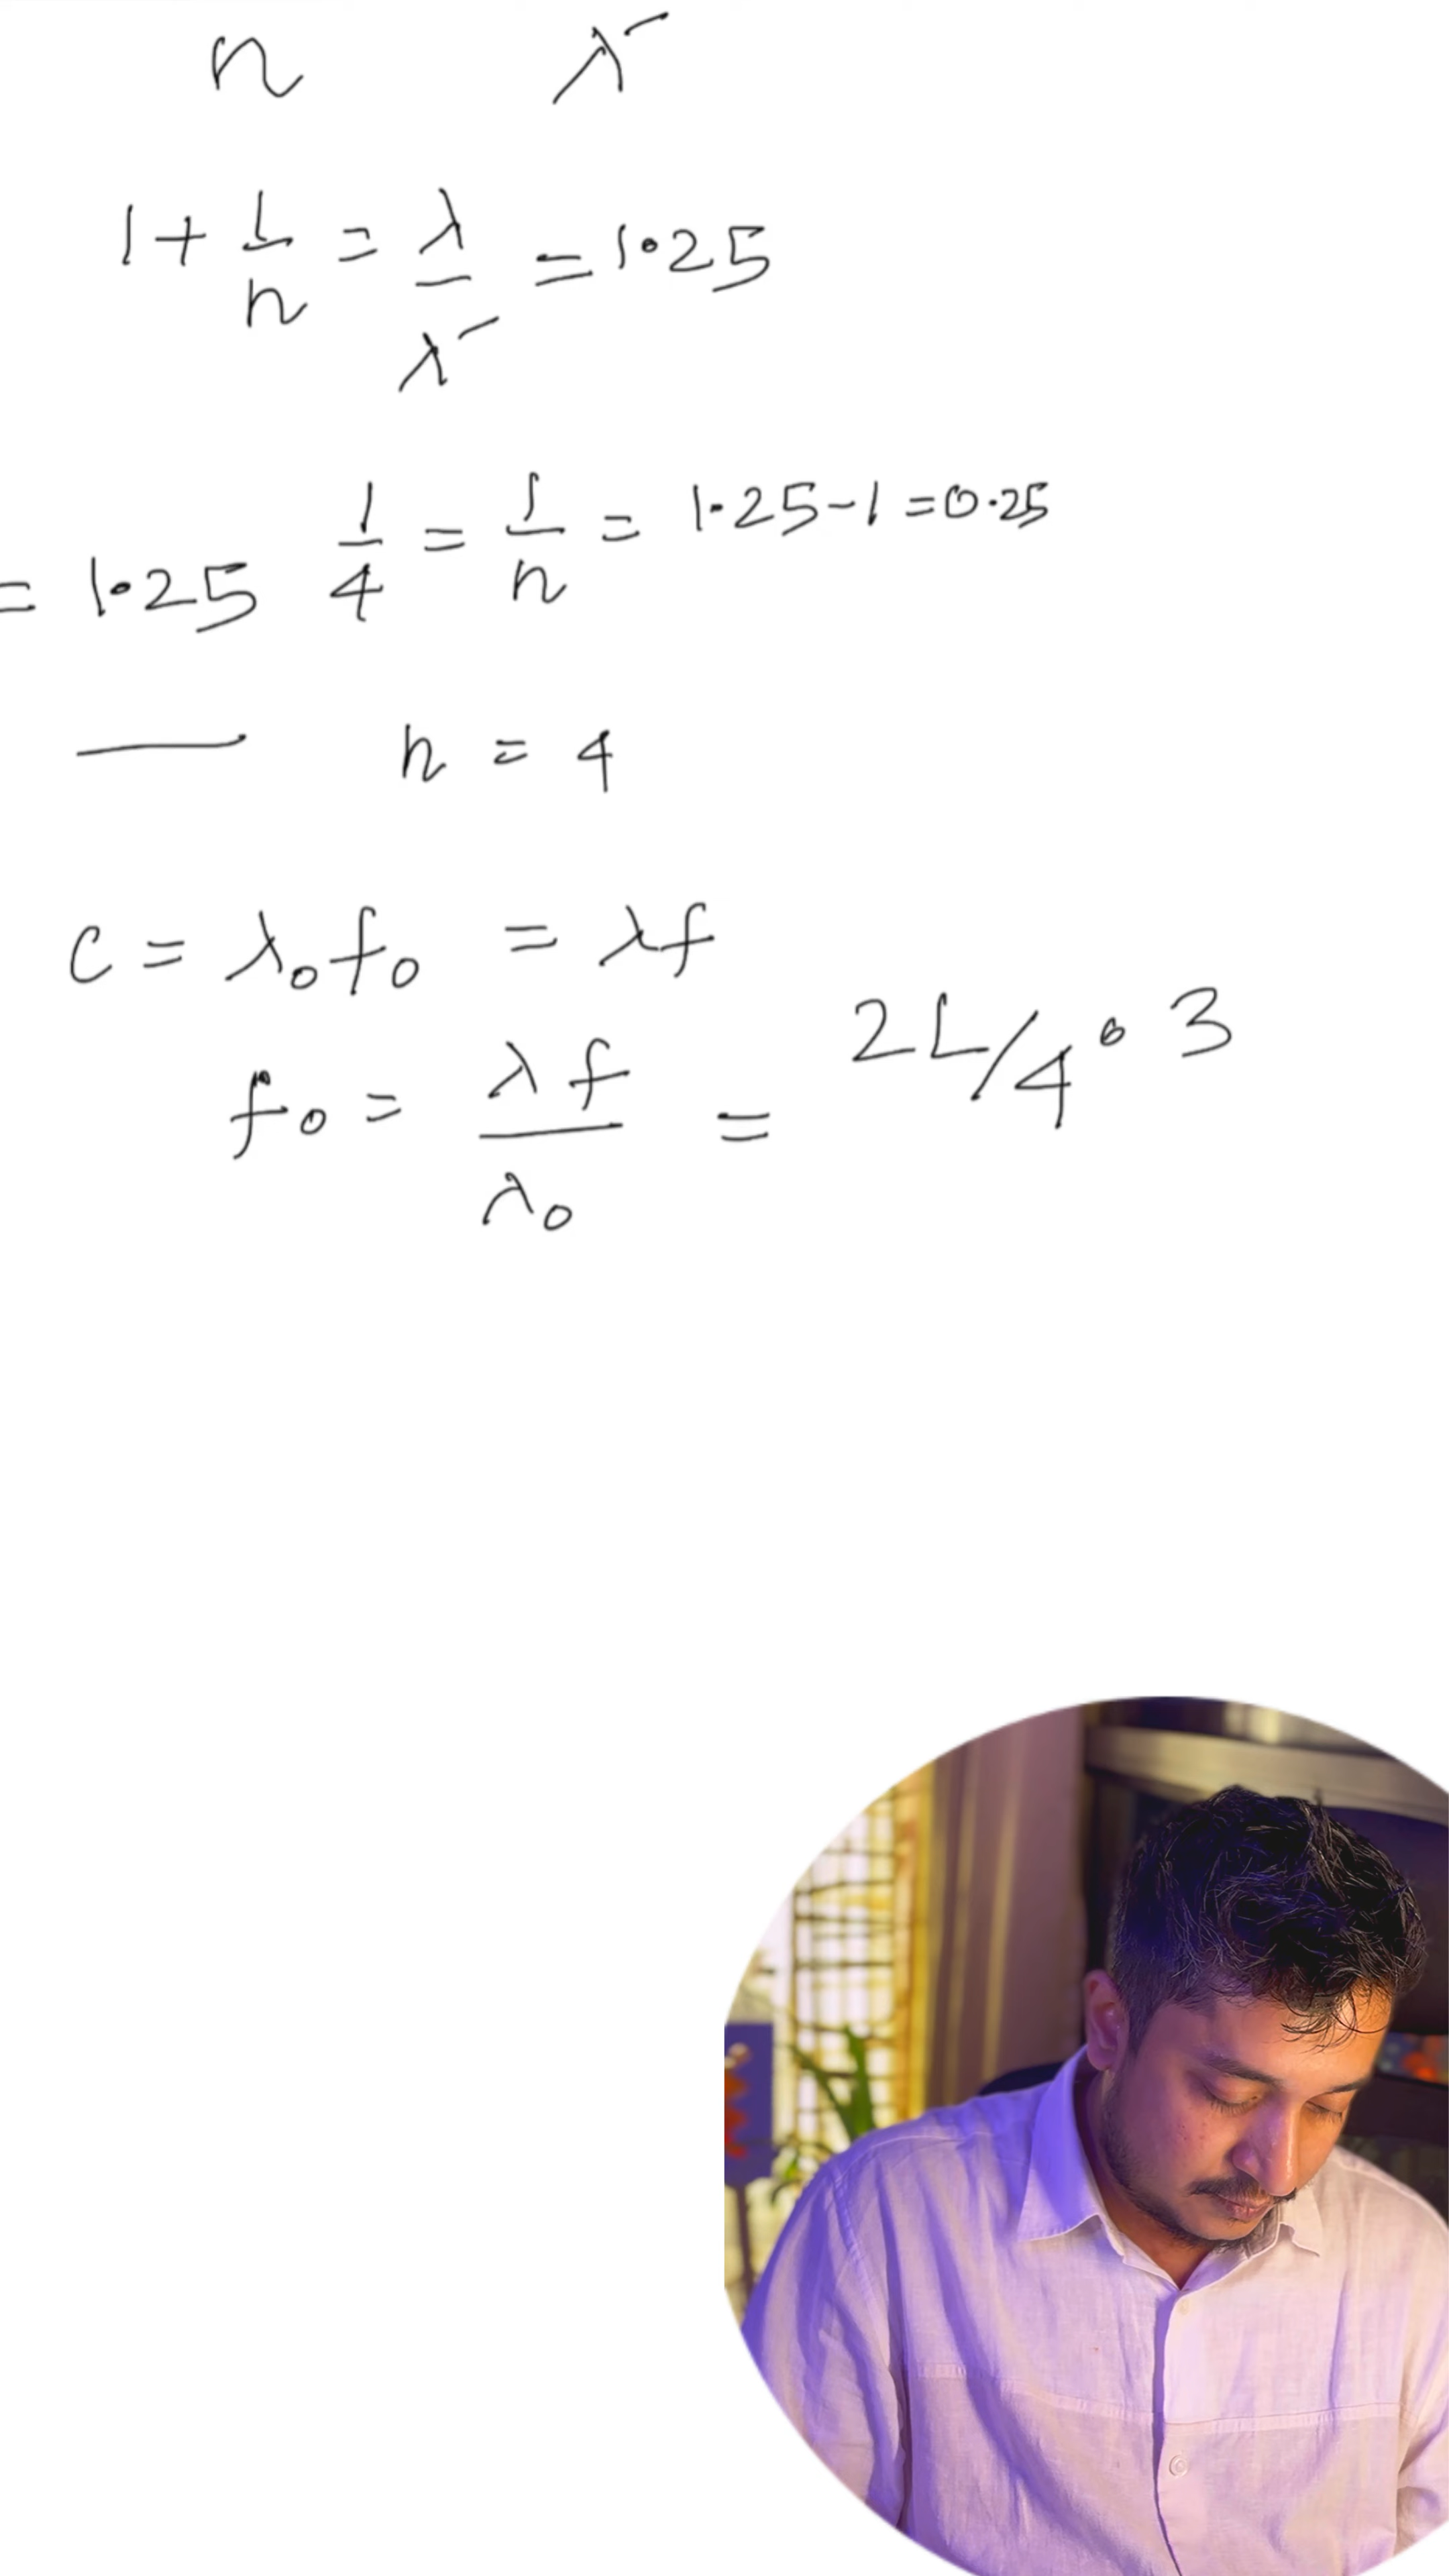 n λ'
1 + 1/n = λ/λ' = 1.25
= 1.25 1/4 = 1/n = 1.25 - 1 = 0.25
n = 4
c = λ₀f₀ = λf
f₀ = λf/λ₀ = 2L/4 · 3